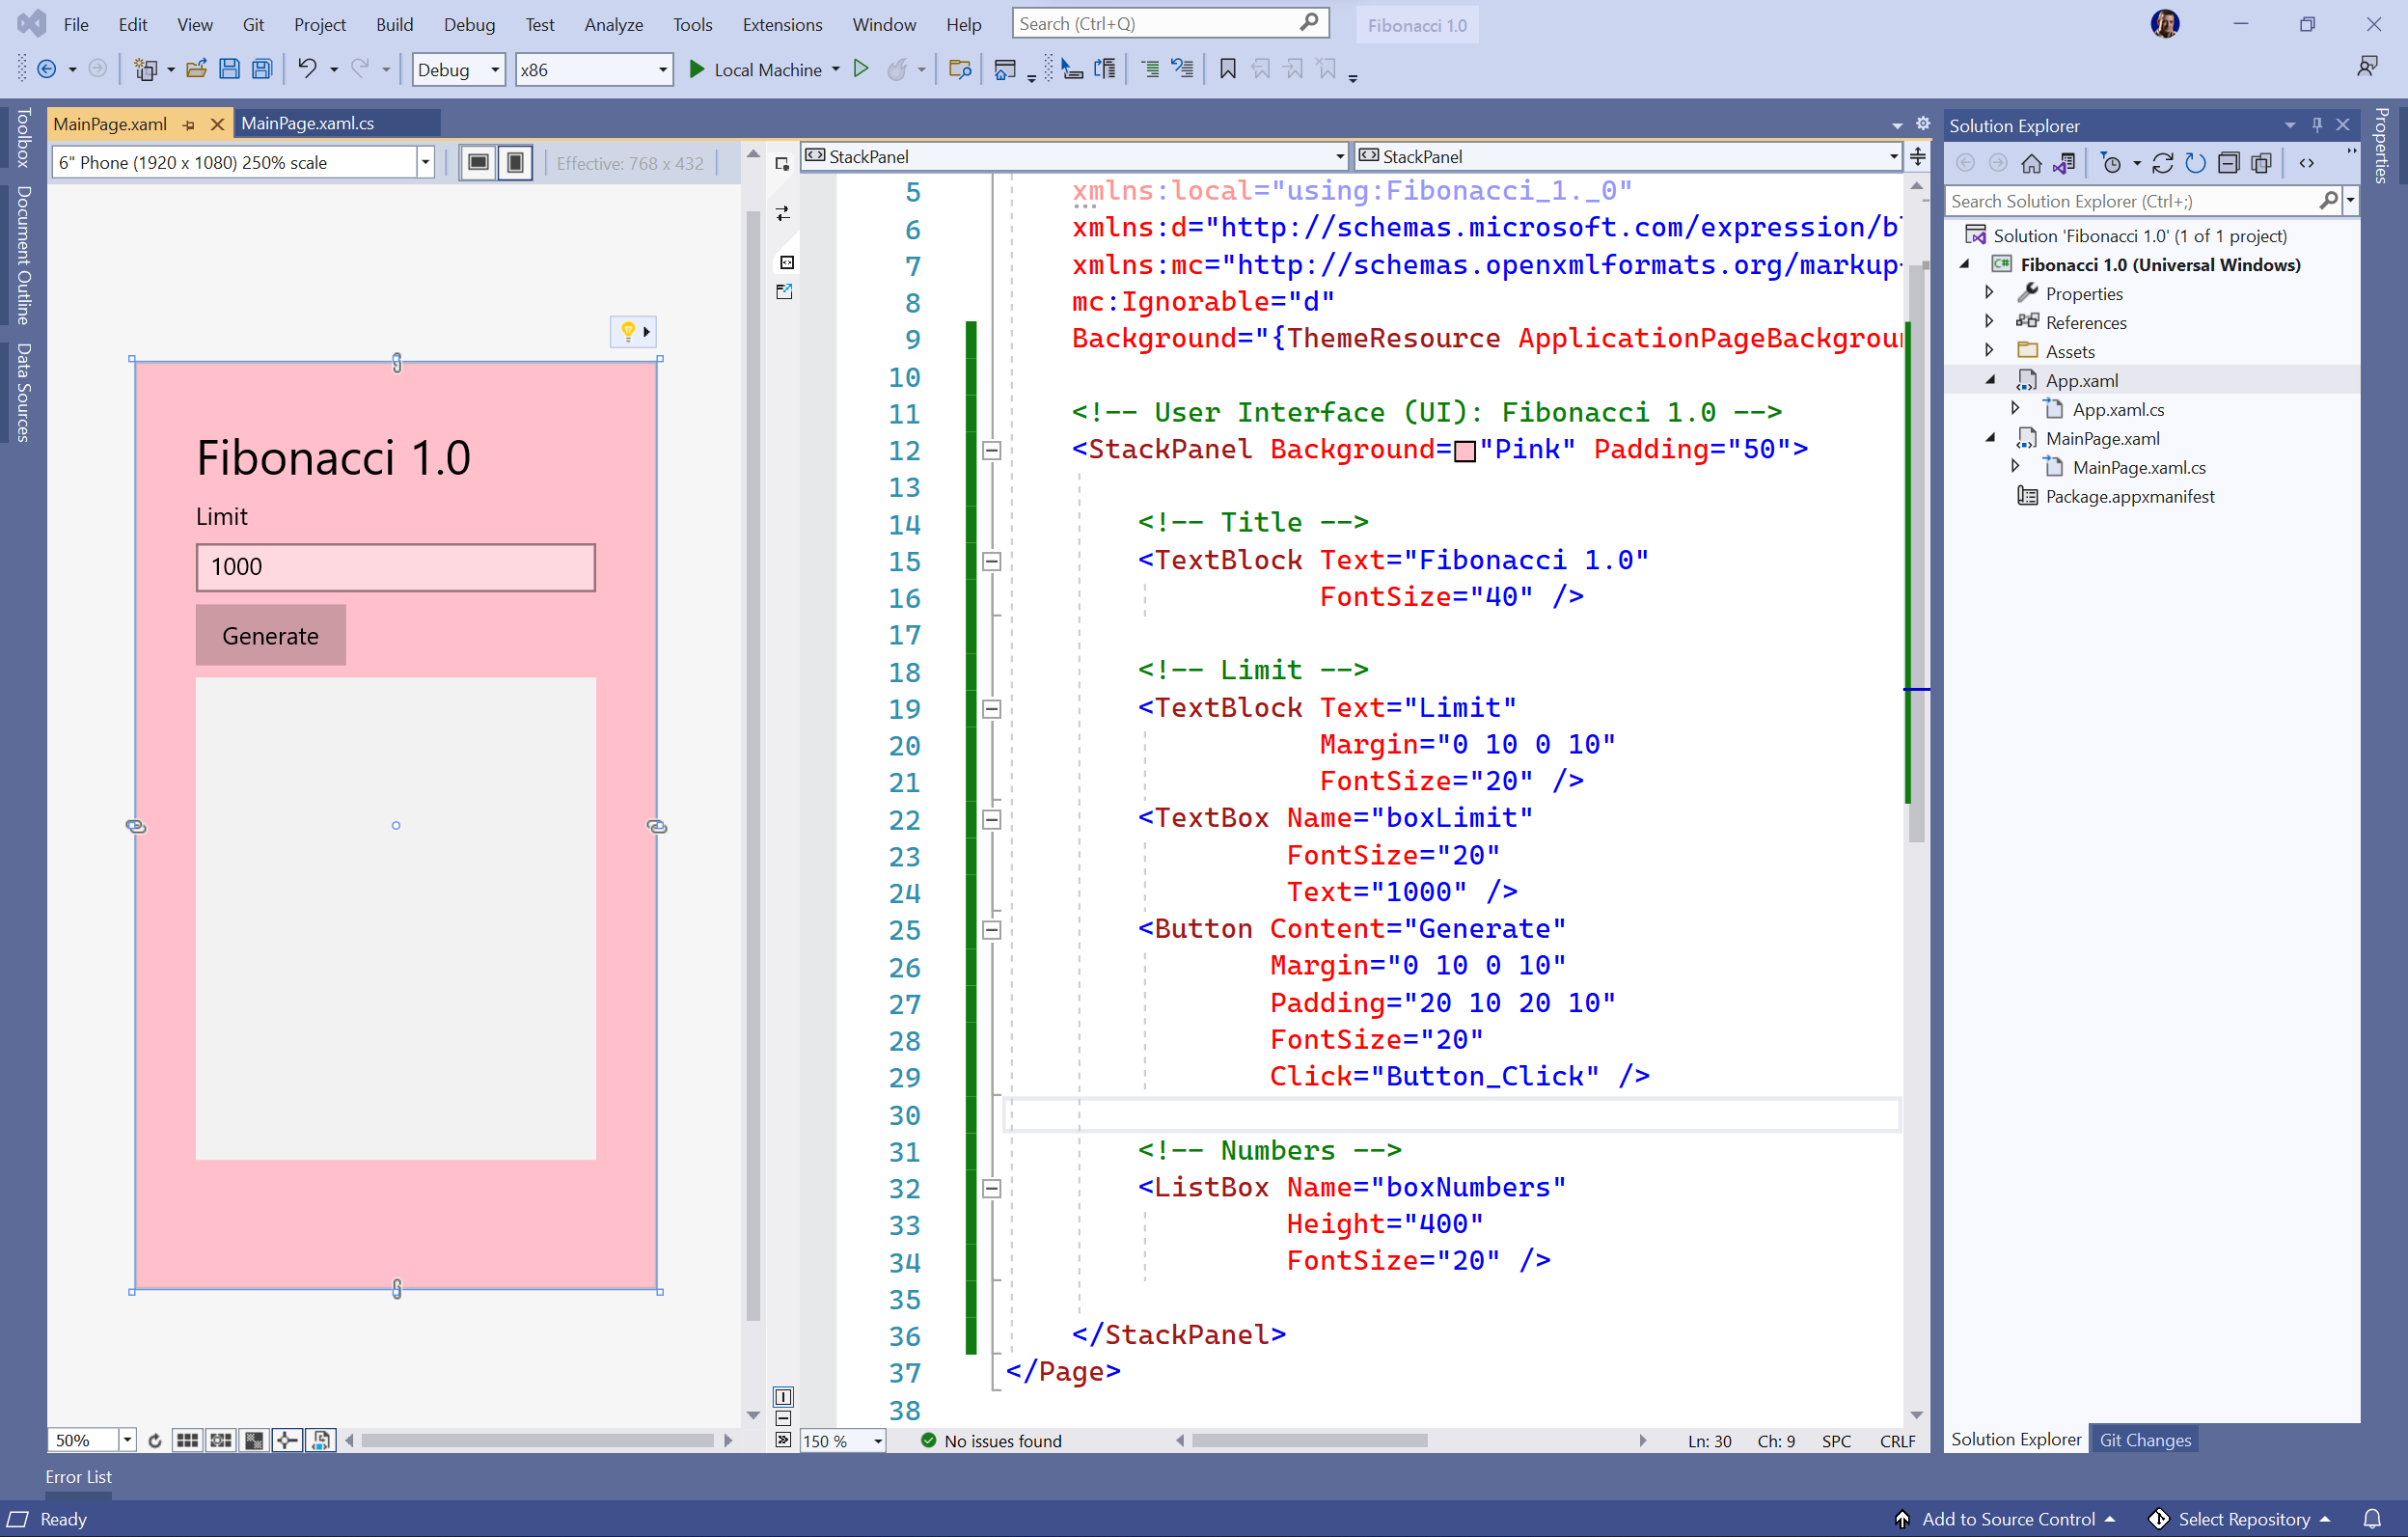 File Edit View Git Project Build Debug Test Analyze Tools Extensions Window Help Search (Ctrl+Q) Fibonacci 1.0
Debug x86 Local Machine
Toolbox
Document Outline
Data Sources
MainPage.xaml MainPage.xaml.cs
6" Phone (1920 x 1080) 250% scale Effective: 768 x 432
Fibonacci 1.0
Limit
1000
Generate
50%
StackPanel StackPanel
5 xmlns:local="using:Fibonacci_1._0"
6 xmlns:d="http://schemas.microsoft.com/expression/bl
7 xmlns:mc="http://schemas.openxmlformats.org/markup-
8 mc:Ignorable="d"
9 Background="{ThemeResource ApplicationPageBackgroun
10
11 <!-- User Interface (UI): Fibonacci 1.0 -->
12 <StackPanel Background="Pink" Padding="50">
13
14 <!-- Title -->
15 <TextBlock Text="Fibonacci 1.0"
16 FontSize="40" />
17
18 <!-- Limit -->
19 <TextBlock Text="Limit"
20 Margin="0 10 0 10"
21 FontSize="20" />
22 <TextBox Name="boxLimit"
23 FontSize="20"
24 Text="1000" />
25 <Button Content="Generate"
26 Margin="0 10 0 10"
27 Padding="20 10 20 10"
28 FontSize="20"
29 Click="Button_Click" />
30
31 <!-- Numbers -->
32 <ListBox Name="boxNumbers"
33 Height="400"
34 FontSize="20" />
35
36 </StackPanel>
37 </Page>
38
150 % No issues found Ln: 30 Ch: 9 SPC CRLF
Solution Explorer
Search Solution Explorer (Ctrl+;)
Solution 'Fibonacci 1.0' (1 of 1 project)
C# Fibonacci 1.0 (Universal Windows)
Properties
References
Assets
App.xaml
App.xaml.cs
MainPage.xaml
MainPage.xaml.cs
Package.appxmanifest
Solution Explorer Git Changes
Properties
Error List
Ready Add to Source Control Select Repository